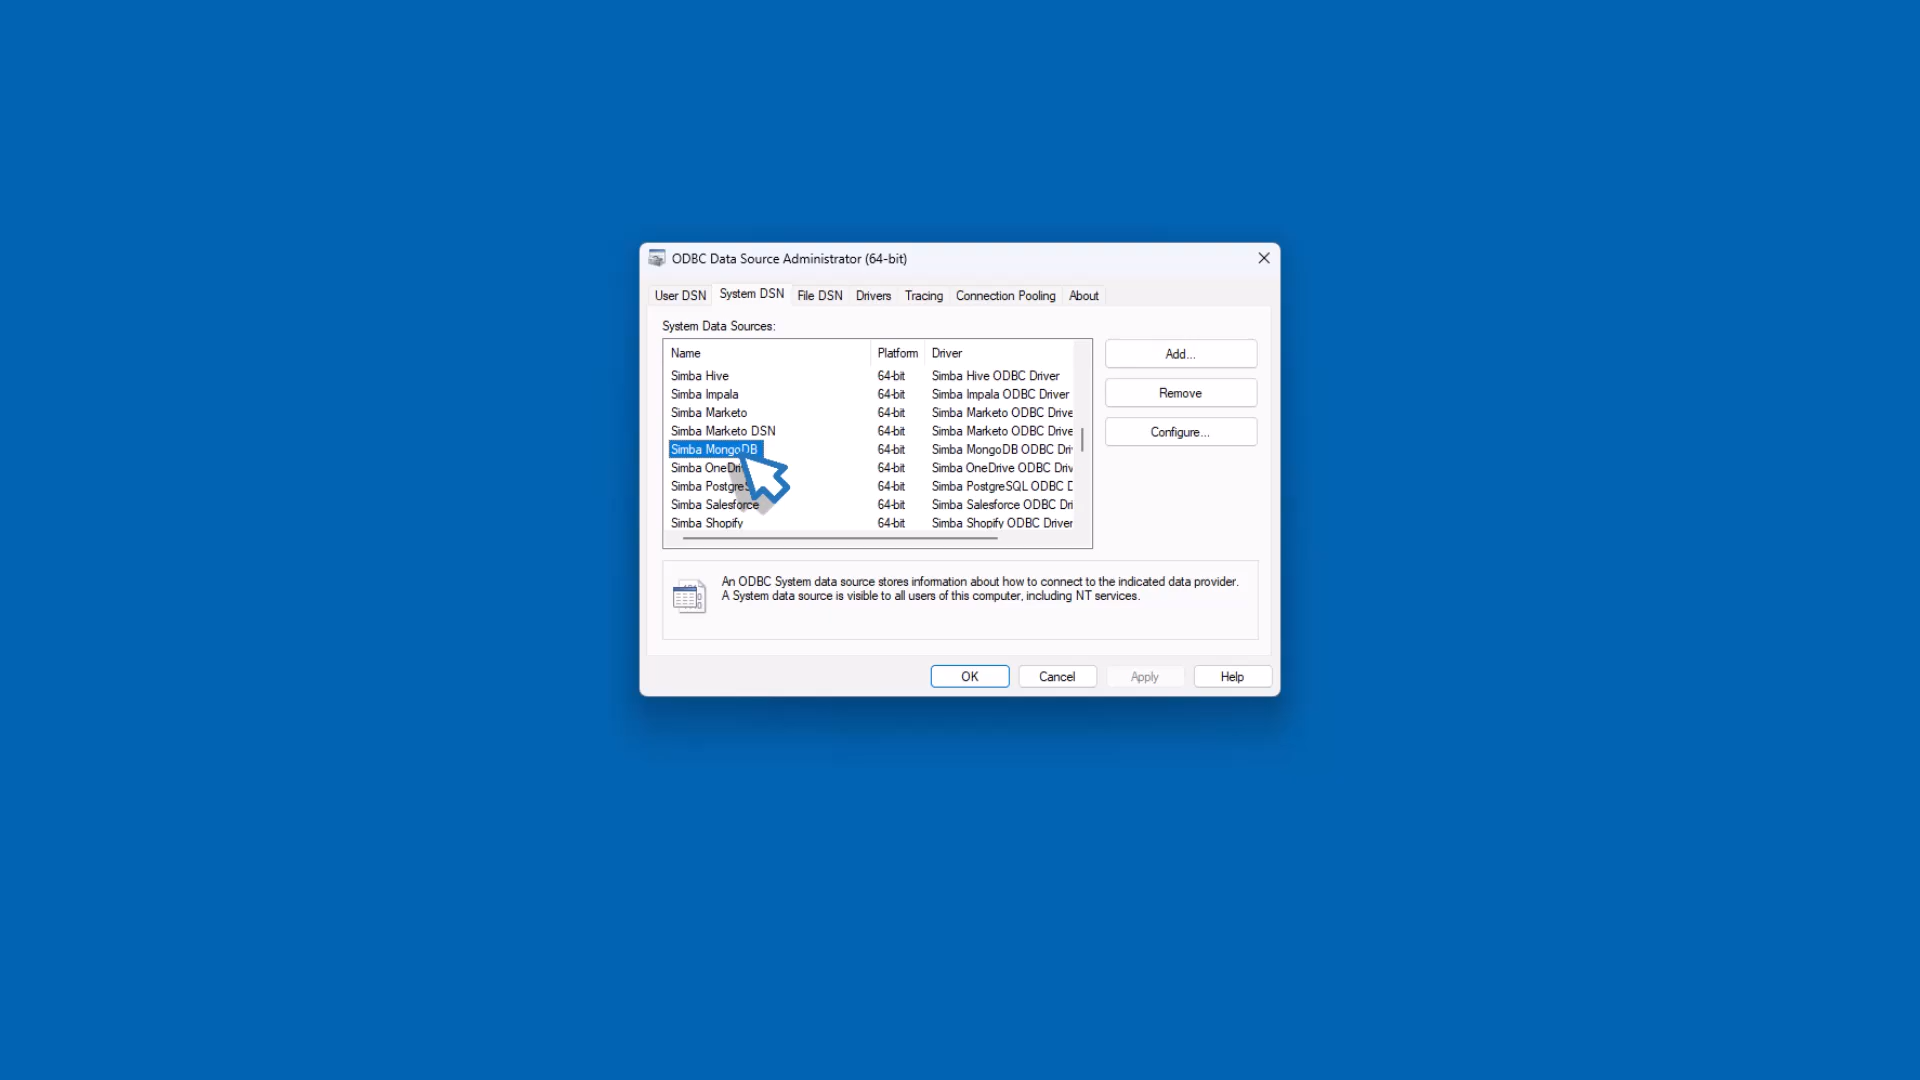 ODBC Data Source Administrator (64-bit)
User DSN System DSN File DSN Drivers Tracing Connection Pooling About
System Data Sources:
Name Platform Driver
Simba Hive 64-bit Simba Hive ODBC Driver
Simba Impala 64-bit Simba Impala ODBC Driver
Simba Marketo 64-bit Simba Marketo ODBC Drive
Simba Marketo DSN 64-bit Simba Marketo ODBC Drive
Simba MongoDB 64-bit Simba MongoDB ODBC Dri
Simba OneDri 64-bit Simba OneDrive ODBC Driv
Simba PostgreS 64-bit Simba PostgreSQL ODBC D
Simba Salesforce 64-bit Simba Salesforce ODBC Dri
Simba Shopify 64-bit Simba Shopify ODBC Driver
Add...
Remove
Configure...
An ODBC System data source stores information about how to connect to the indicated data provider.
A System data source is visible to all users of this computer, including NT services.
OK Cancel Apply Help